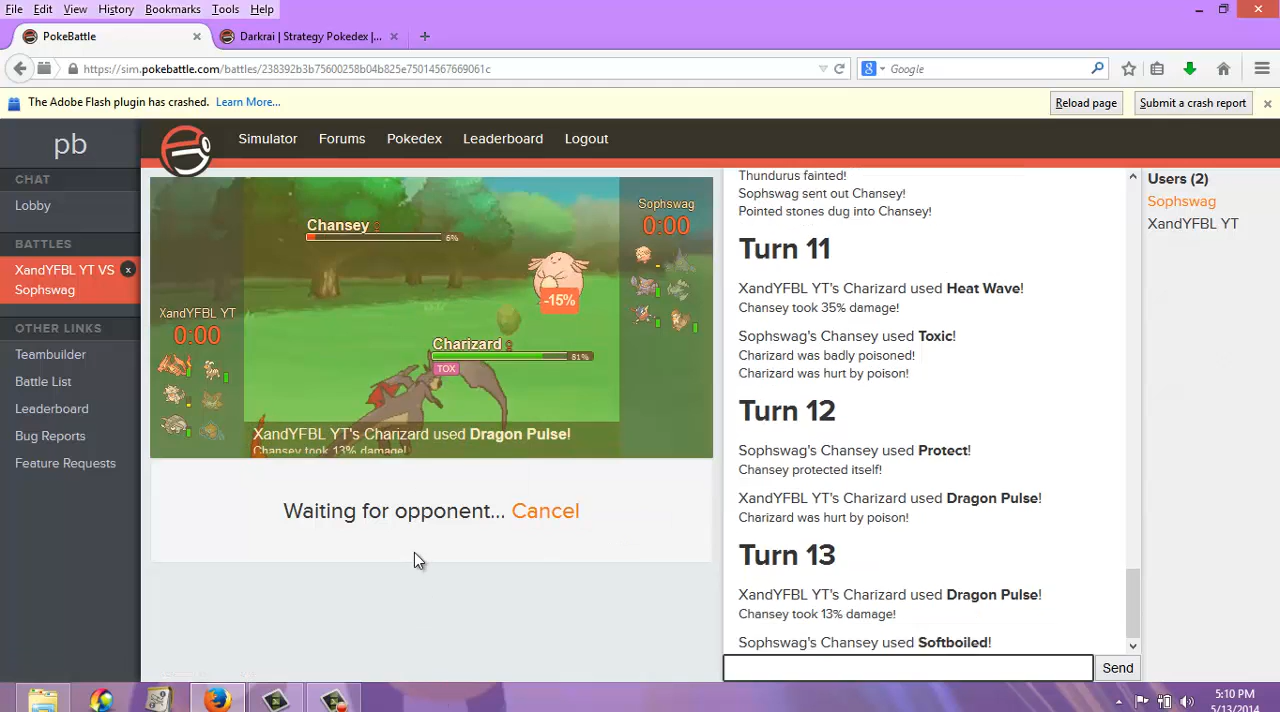 File Edit View History Bookmarks Tools Help
PokeBattle × Darkrai | Strategy Pokedex |... × +
https://sim.pokebattle.com/battles/238392b3b75600258b04b825e75014567669061c Google
The Adobe Flash plugin has crashed. Learn More... Reload page Submit a crash report ×
pb
Simulator Forums Pokedex Leaderboard Logout
CHAT
Lobby
BATTLES
XandYFBL YT VS x
Sophswag
OTHER LINKS
Teambuilder
Battle List
Leaderboard
Bug Reports
Feature Requests
Sophswag
0:00
Chansey
6%
-15%
XandYFBL YT
0:00
Charizard
81%
TOX
XandYFBL YT's Charizard used Dragon Pulse!
Chansey took 13% damage!
Waiting for opponent... Cancel
Thundurus fainted!
Sophswag sent out Chansey!
Pointed stones dug into Chansey!
Turn 11
XandYFBL YT's Charizard used Heat Wave!
Chansey took 35% damage!
Sophswag's Chansey used Toxic!
Charizard was badly poisoned!
Charizard was hurt by poison!
Turn 12
Sophswag's Chansey used Protect!
Chansey protected itself!
XandYFBL YT's Charizard used Dragon Pulse!
Charizard was hurt by poison!
Turn 13
XandYFBL YT's Charizard used Dragon Pulse!
Chansey took 13% damage!
Sophswag's Chansey used Softboiled!
Send
Users (2)
Sophswag
XandYFBL YT
5:10 PM
5/13/2014